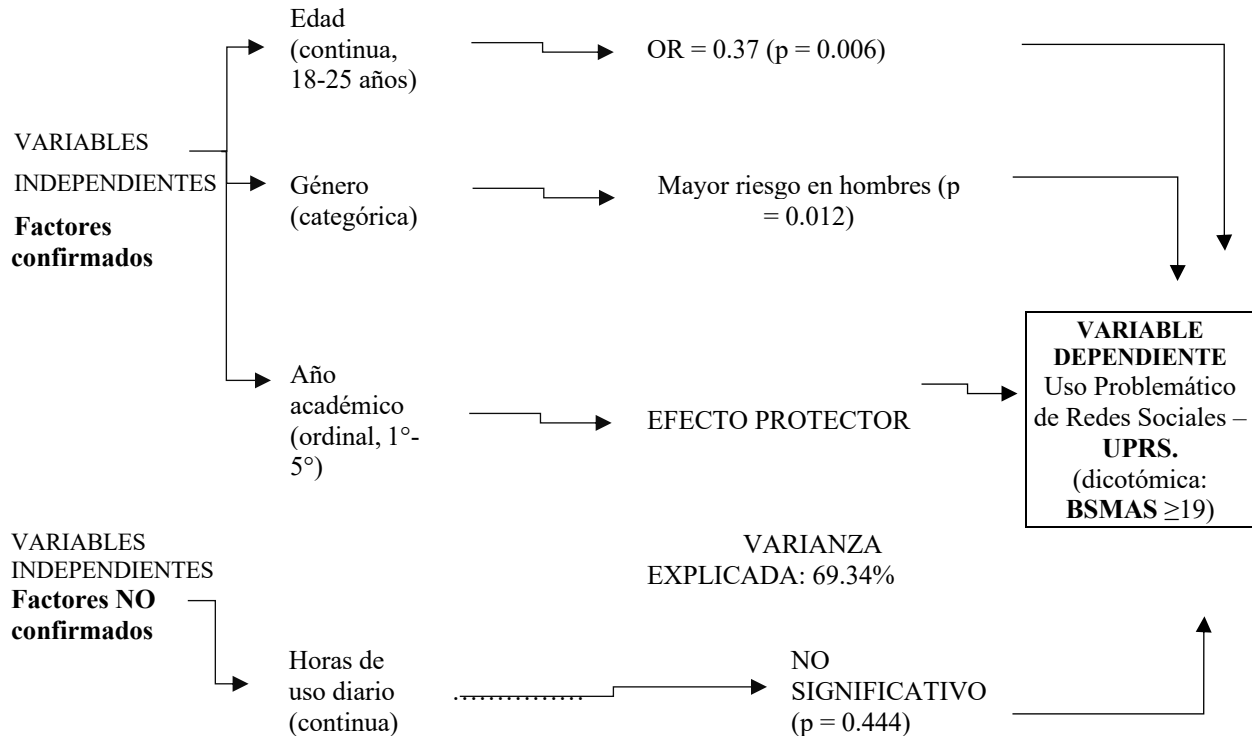 Edad
(continua,
18-25 años)
OR = 0.37 (p = 0.006)
VARIABLES
INDEPENDIENTES
Factores
confirmados
Género
(categórica)
Mayor riesgo en hombres (p
= 0.012)
Año
académico
(ordinal, 1°-
5°)
EFECTO PROTECTOR
VARIABLE
DEPENDIENTE
Uso Problemático
de Redes Sociales –
UPRS.
(dicotómica:
BSMAS ≥19)
VARIABLES
INDEPENDIENTES
Factores NO
confirmados
VARIANZA
EXPLICADA: 69.34%
Horas de
uso diario
(continua)
NO
SIGNIFICATIVO
(p = 0.444)